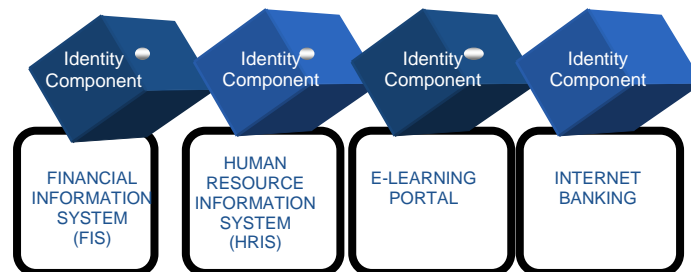 Identity
Component
Identity
Component
Identity
Component
Identity
Component
FINANCIAL
INFORMATION
SYSTEM
(FIS)
HUMAN
RESOURCE
INFORMATION
SYSTEM
(HRIS)
E-LEARNING
PORTAL
INTERNET
BANKING